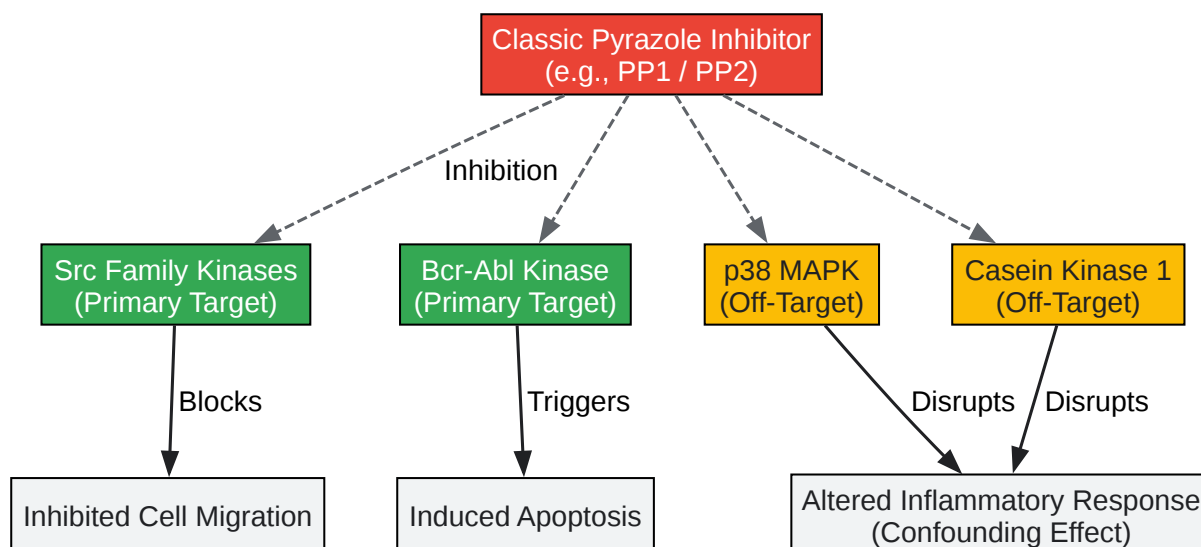 Classic Pyrazole Inhibitor
(e.g., PP1 / PP2)
Inhibition
Src Family Kinases
(Primary Target)
Bcr-Abl Kinase
(Primary Target)
p38 MAPK
(Off-Target)
Casein Kinase 1
(Off-Target)
Blocks
Triggers
Disrupts
Disrupts
Inhibited Cell Migration
Induced Apoptosis
Altered Inflammatory Response
(Confounding Effect)